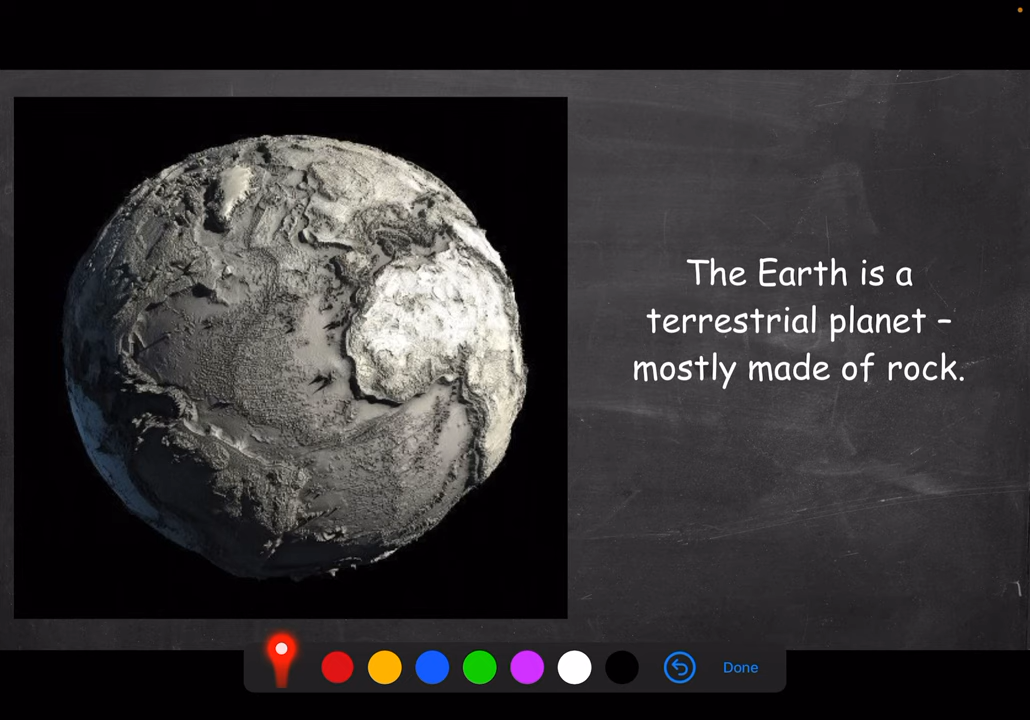 The Earth is a
terrestrial planet –
mostly made of rock.
Done